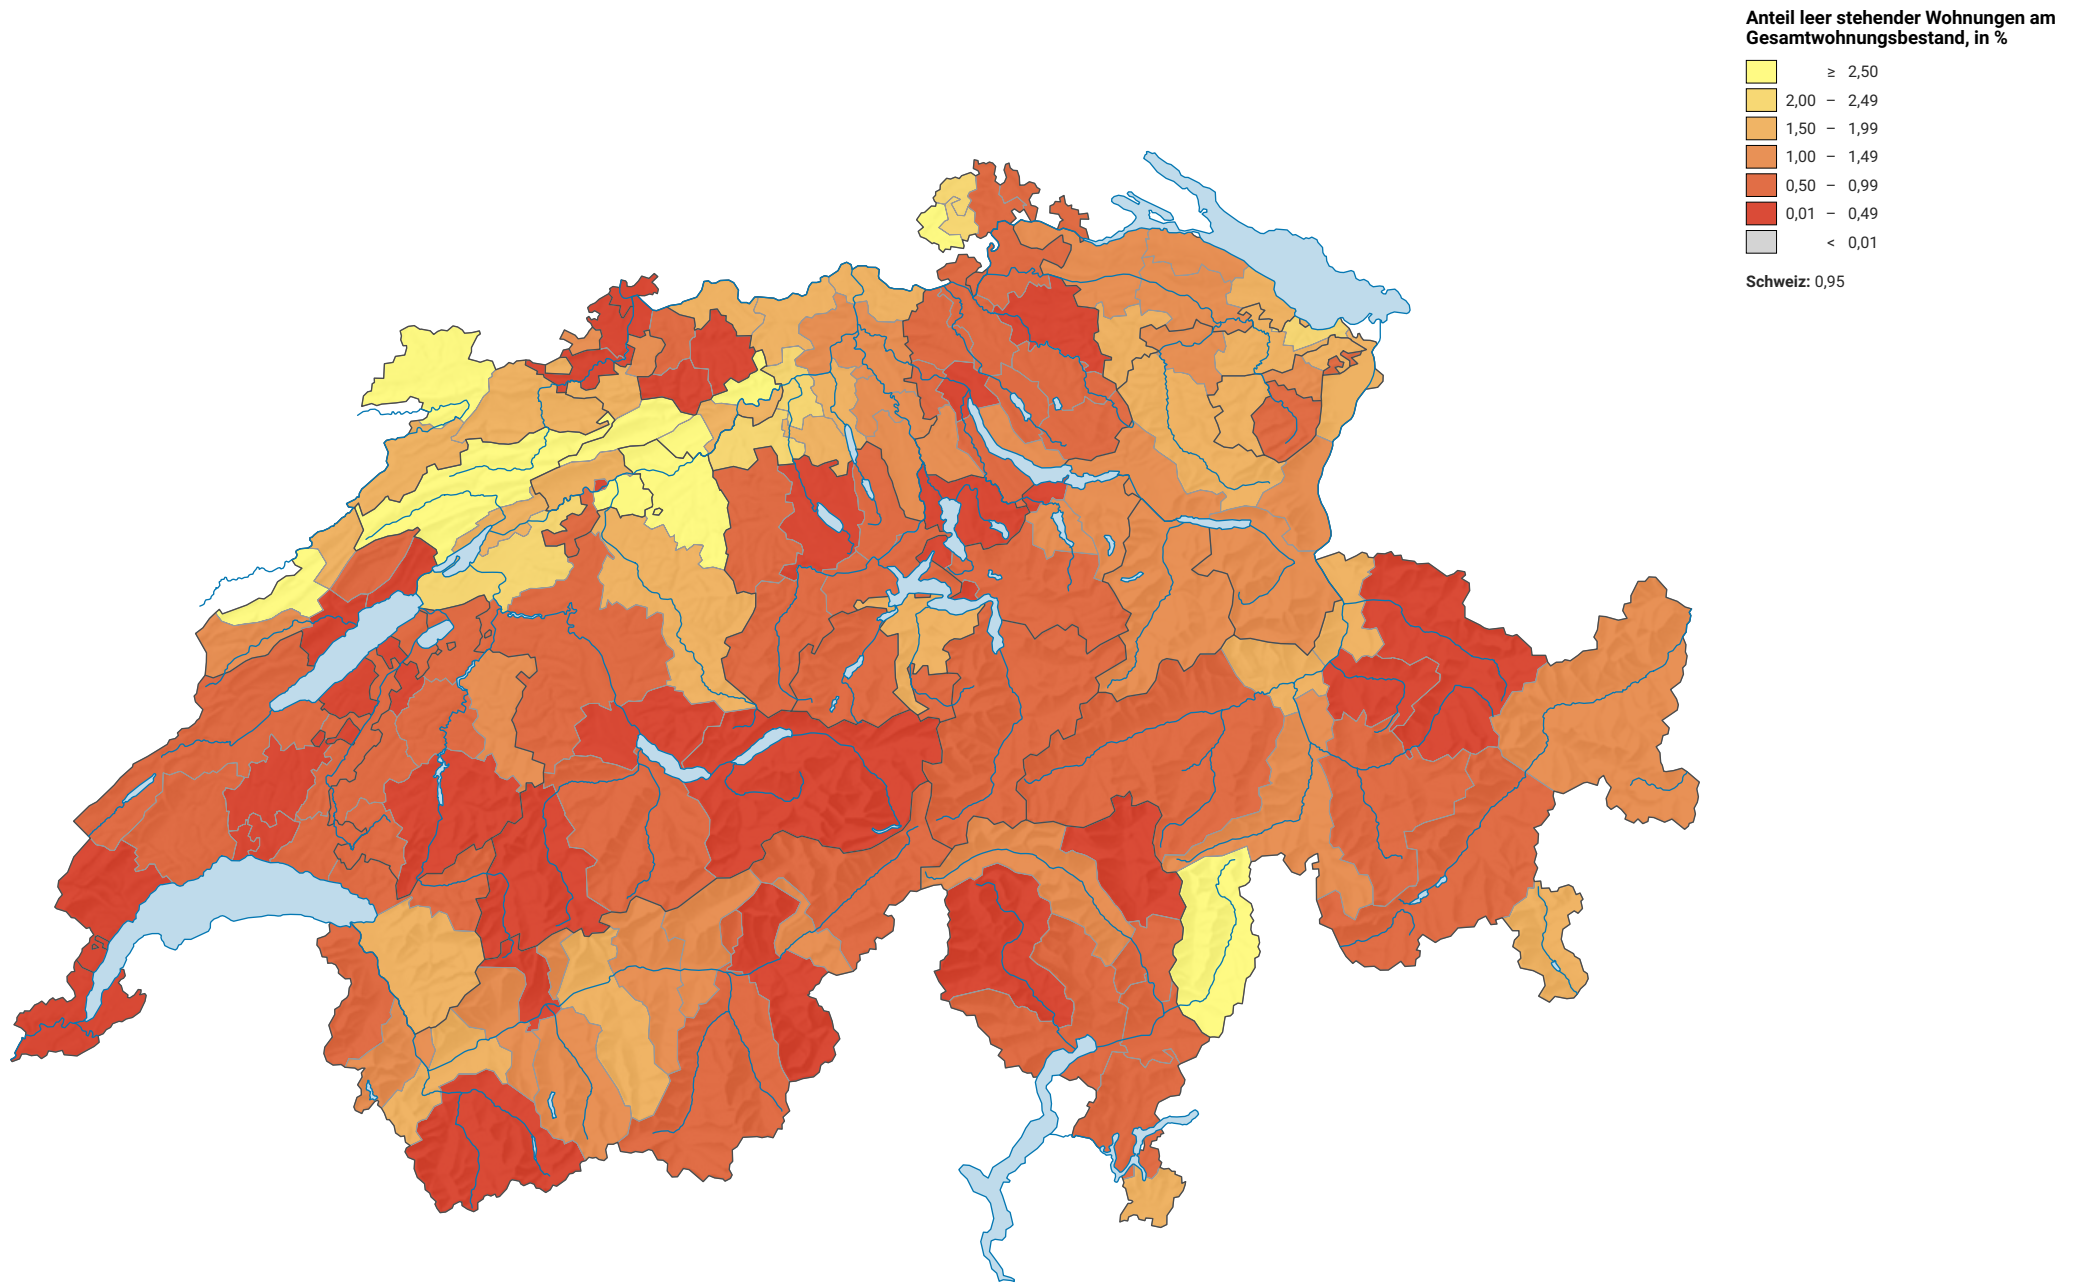 Anteil leer stehender Wohnungen am
Gesamtwohnungsbestand, in %
≥ 2,50
2,00 – 2,49
1,50 – 1,99
1,00 – 1,49
0,50 – 0,99
0,01 – 0,49
< 0,01
Schweiz: 0,95